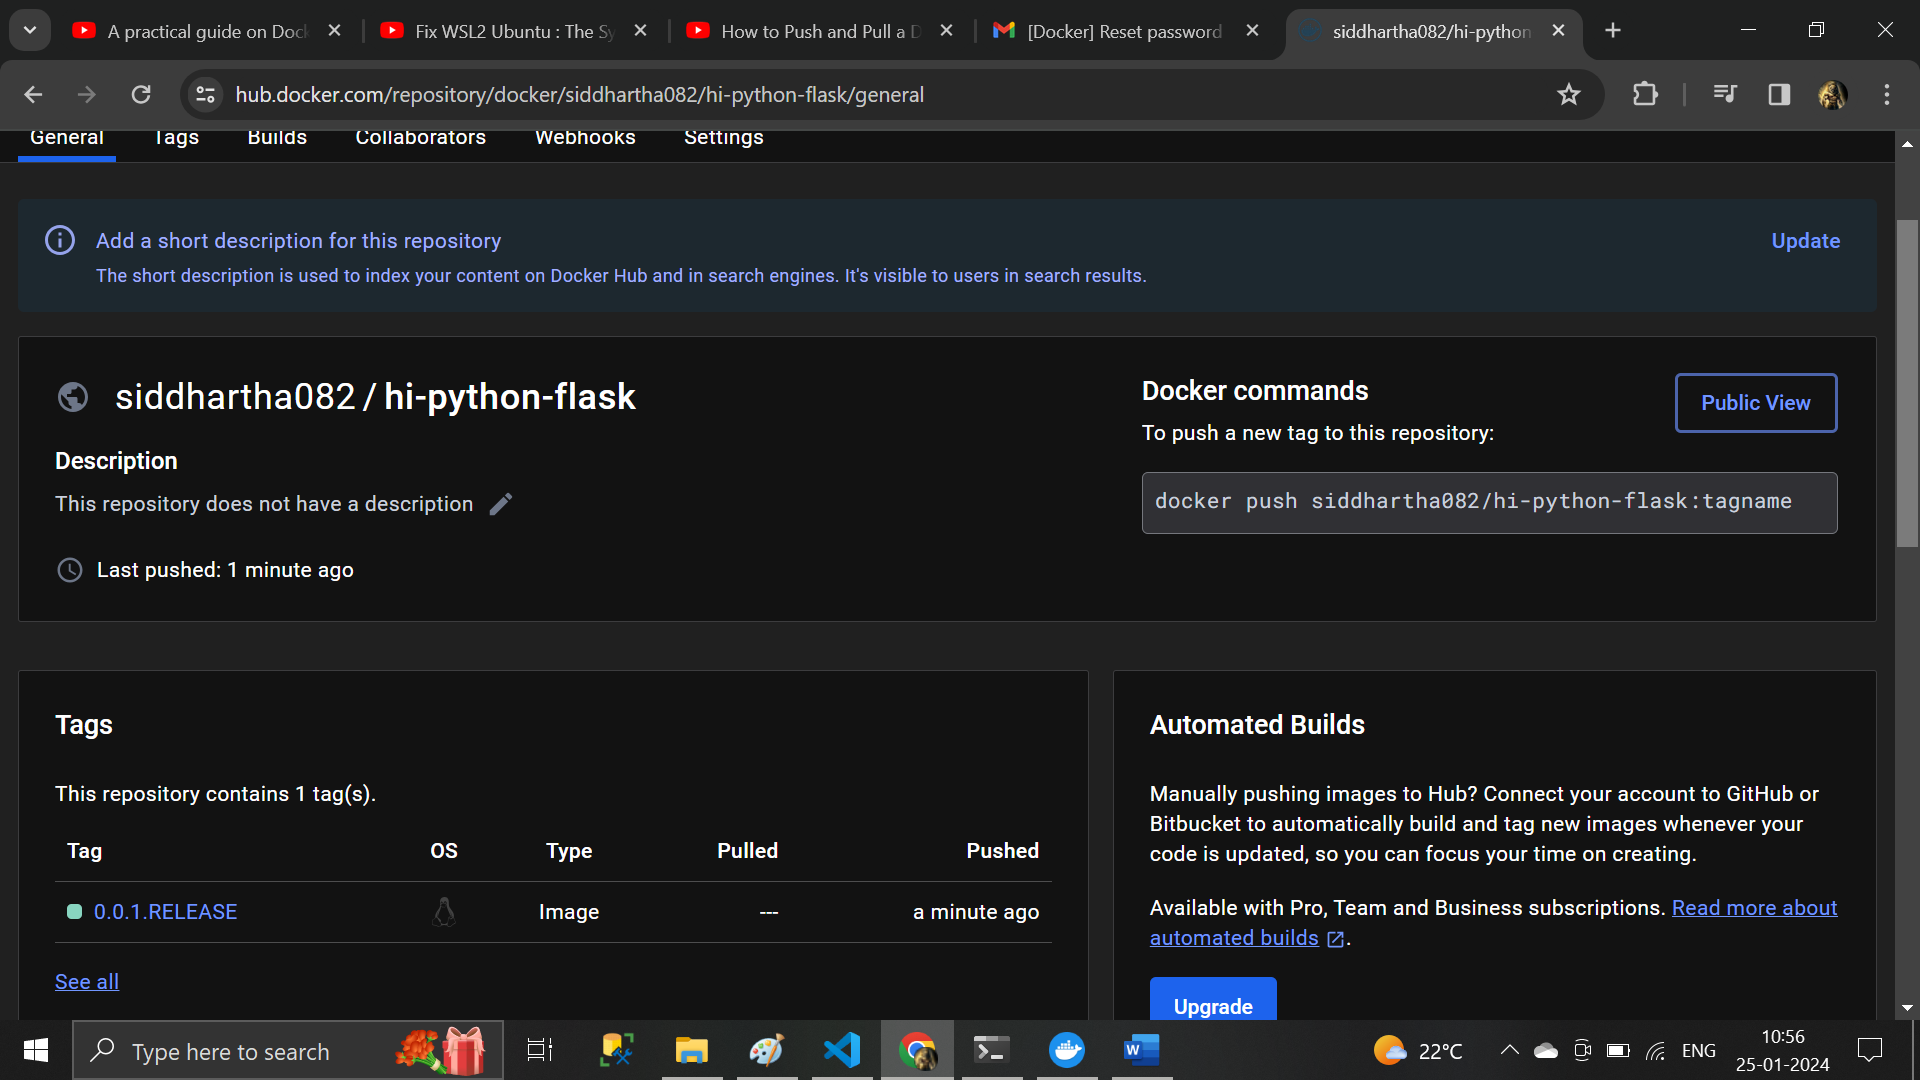 A practical guide on Doc
Fix WSL2 Ubuntu : The Sy
How to Push and Pull a D
[Docker] Reset password
siddhartha082/hi-python
hub.docker.com/repository/docker/siddhartha082/hi-python-flask/general
General Tags Builds Collaborators Webhooks Settings
Add a short description for this repository
Update
The short description is used to index your content on Docker Hub and in search engines. It's visible to users in search results.
siddhartha082 / hi-python-flask
Description
This repository does not have a description
Last pushed: 1 minute ago
Docker commands
Public View
To push a new tag to this repository:
docker push siddhartha082/hi-python-flask:tagname
Tags
This repository contains 1 tag(s).
Tag OS Type Pulled Pushed
0.0.1.RELEASE Image --- a minute ago
See all
Automated Builds
Manually pushing images to Hub? Connect your account to GitHub or
Bitbucket to automatically build and tag new images whenever your
code is updated, so you can focus your time on creating.
Available with Pro, Team and Business subscriptions. Read more about
automated builds .
Upgrade
Type here to search
22°C
ENG
10:56
25-01-2024